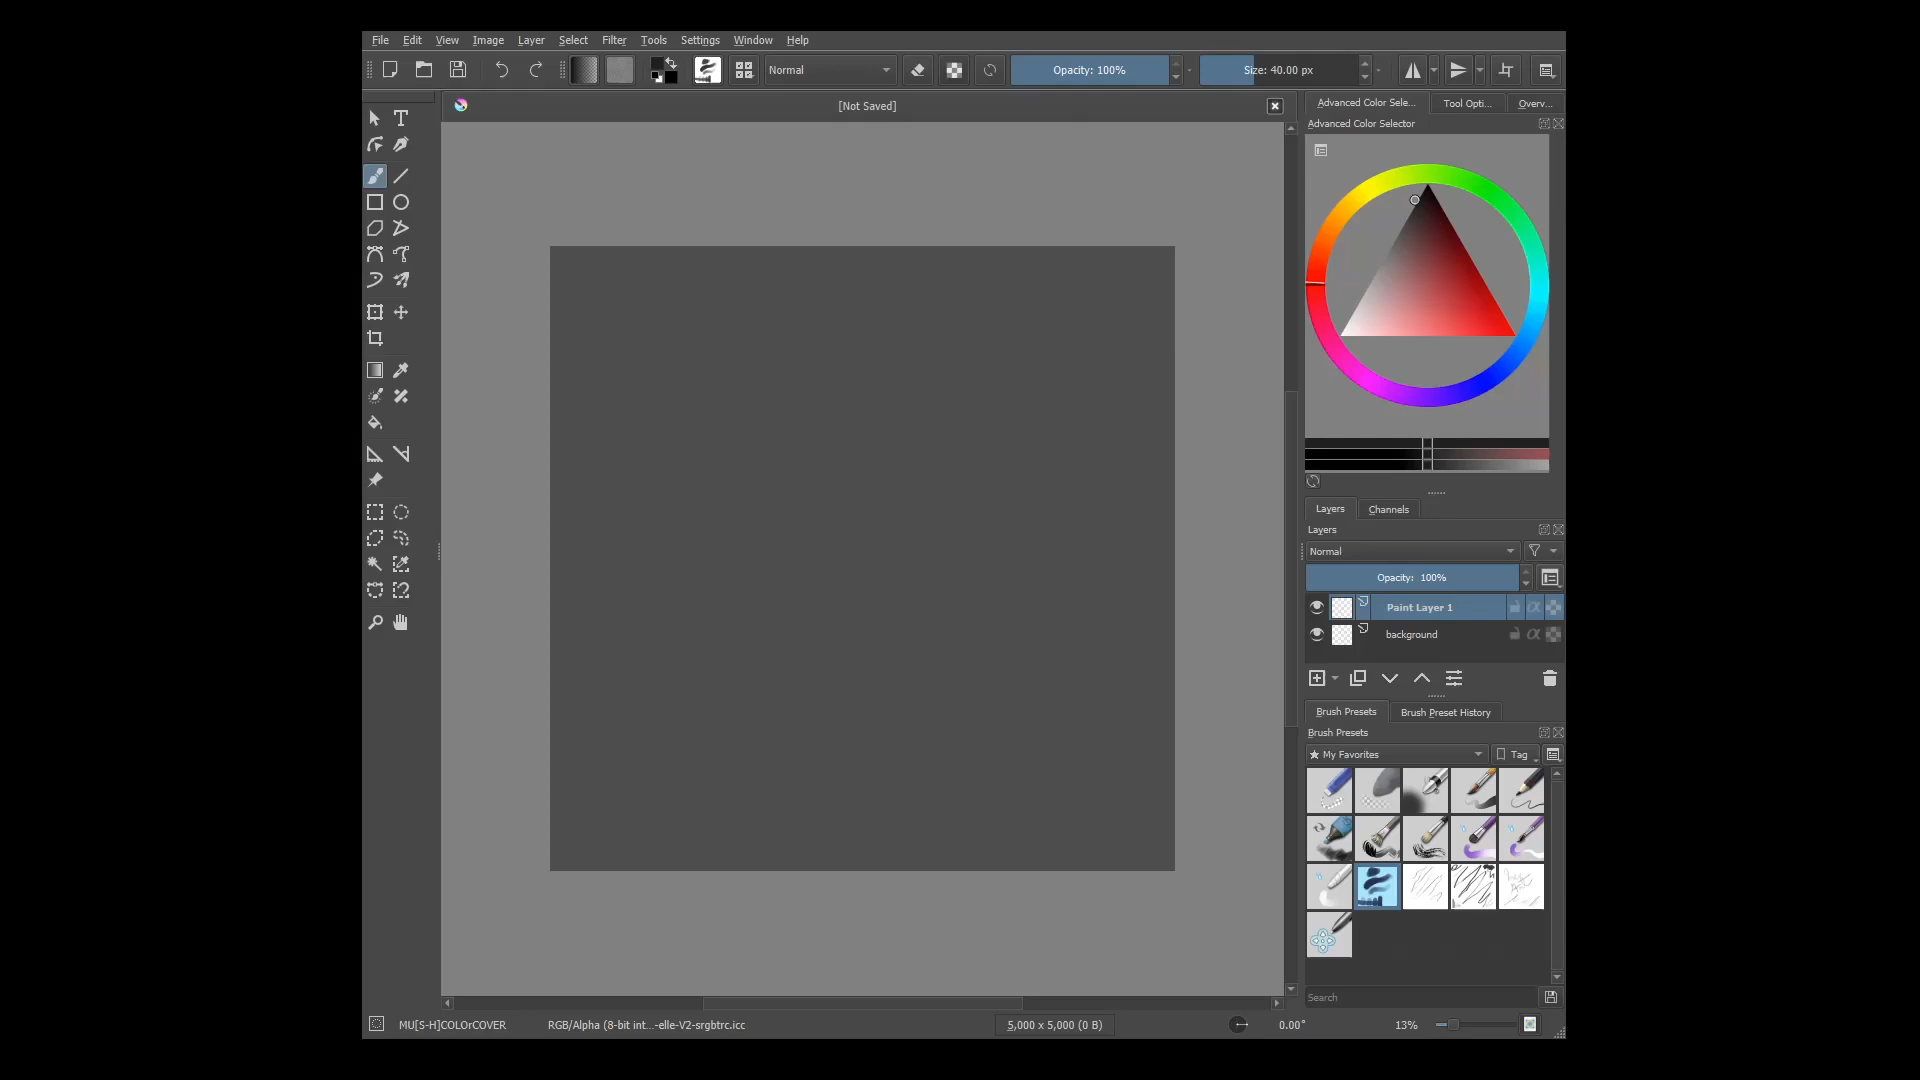 File Edit View Image Layer Select Filter Tools Settings Window Help
Normal Opacity: 100% Size: 40.00 px
[Not Saved]
Advanced Color Sele... Tool Opti... Overv...
Advanced Color Selector
Layers Channels
Layers
Normal
Opacity: 100%
Paint Layer 1
background
Brush Presets Brush Preset History
Brush Presets
★ My Favorites Tag
Search
MU[S-H]COLOrCOVER RGB/Alpha (8-bit int...-elle-V2-srgbtrc.icc 5,000 x 5,000 (0 B) 0.00° 13%